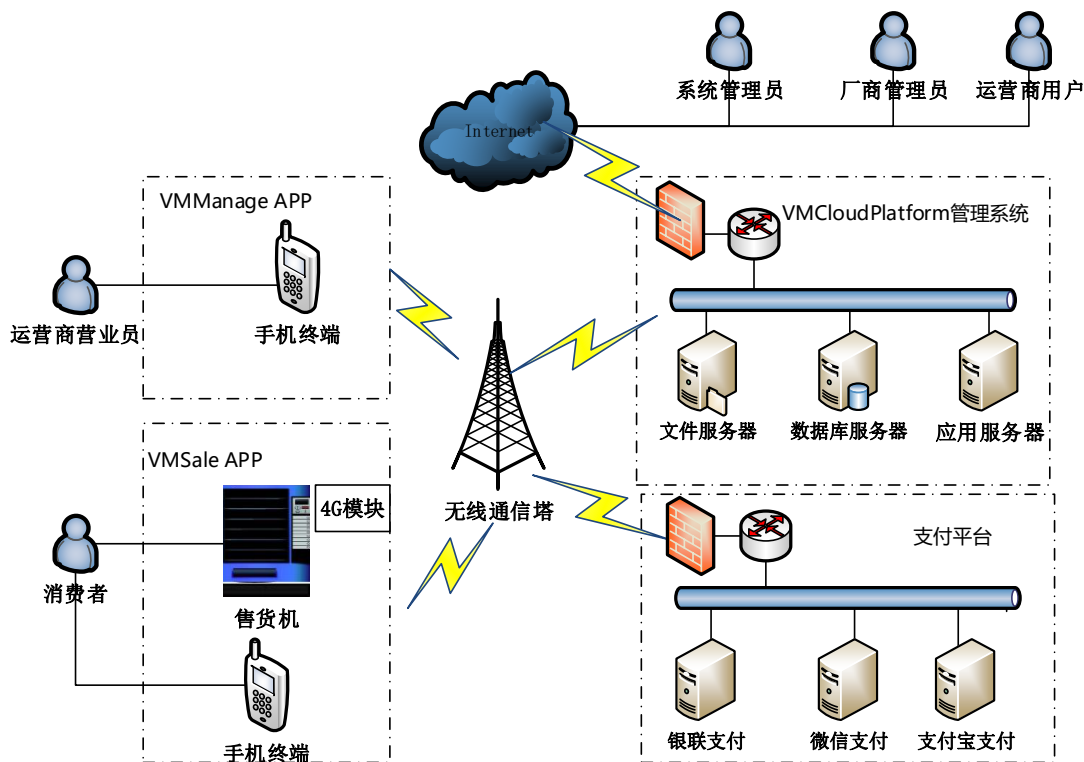 系统管理员
厂商管理员
运营商用户
Internet
VMManage APP
VMCloudPlatform管理系统
运营商营业员
手机终端
文件服务器
数据库服务器
应用服务器
VMSale APP
4G模块
无线通信塔
支付平台
消费者
售货机
手机终端
银联支付
微信支付
支付宝支付